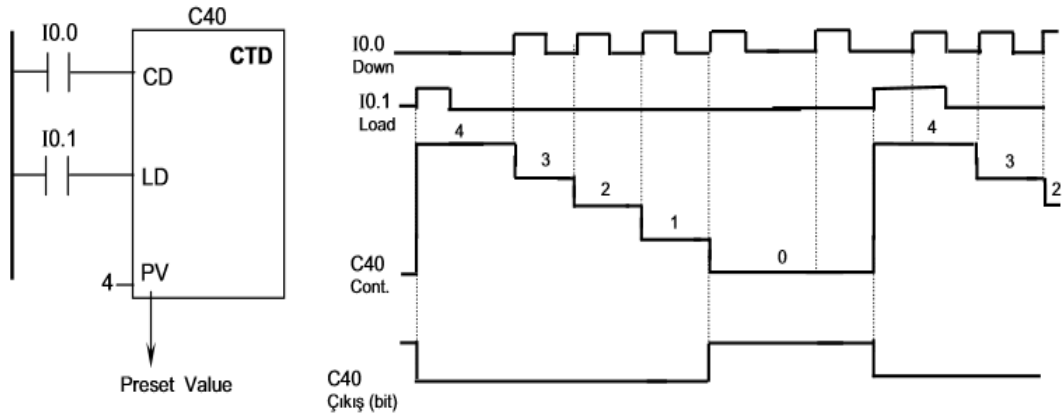 C40
I0.0
CTD
CD
I0.1
LD
4
PV
Preset Value
I0.0
Down
I0.1
Load
4
3
2
1
0
4
3
2
C40
Cont.
C40
Çıkış (bit)